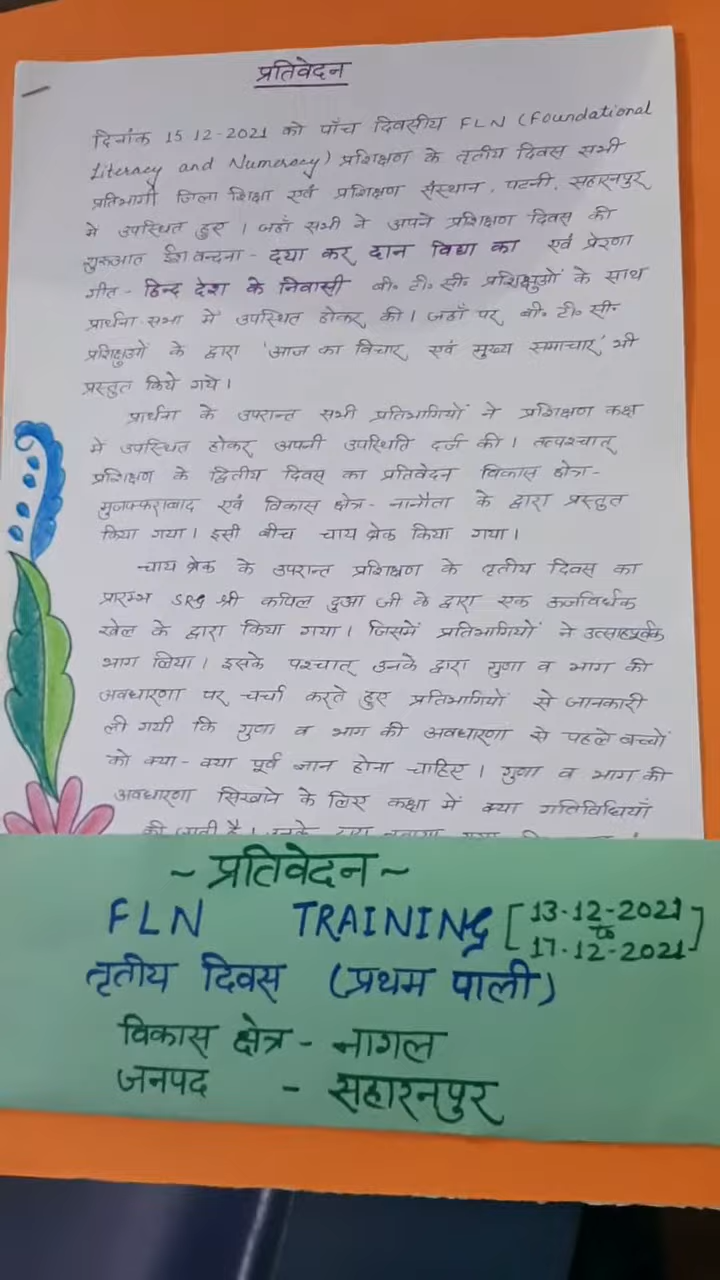 प्रतिवेदन
दिनांक 15.12-2021 को पाँच दिवसीय FLN (Foundational
Literacy and Numeracy) प्रशिक्षण के तृतीय दिवस सभी
प्रतिभागी जिला शिक्षा एवं प्रशिक्षण संस्थान, पटनी, सहारनपुर
में उपस्थित हुए । जहाँ सभी ने अपने प्रशिक्षण दिवस की
शुरुआत ईश वन्दना - दया कर दान विद्या का एवं प्रेरणा
गीत - हिन्द देश के निवासी बी० टी० सी० प्रशिक्षुओं के साथ
प्रार्थना सभा में उपस्थित होकर की । जहाँ पर बी० टी० सी०
प्रशिक्षुओं के द्वारा 'आज का विचार, एवं मुख्य समाचार' भी
प्रस्तुत किये गये ।
प्रार्थना के उपरान्त सभी प्रतिभागियों ने प्रशिक्षण कक्ष
में उपस्थित होकर अपनी उपस्थिति दर्ज की । तत्पश्चात्
प्रशिक्षण के द्वितीय दिवस का प्रतिवेदन विकास क्षेत्र-
मुजफ्फराबाद एवं विकास क्षेत्र - नानौता के द्वारा प्रस्तुत
किया गया । इसी बीच चाय ब्रेक किया गया ।
चाय ब्रेक के उपरान्त प्रशिक्षण के तृतीय दिवस का
प्रारम्भ SRG श्री कपिल दुआ जी के द्वारा एक ऊर्जावर्धक
खेल के द्वारा किया गया । जिसमें प्रतिभागियों ने उत्साहपूर्वक
भाग लिया । इसके पश्चात् उनके द्वारा गुणा व भाग की
अवधारणा पर चर्चा करते हुए प्रतिभागियों से जानकारी
ली गयी कि गुणा व भाग की अवधारणा से पहले बच्चों
को क्या - क्या पूर्व ज्ञान होना चाहिए । गुणा व भाग की
अवधारणा सिखाने के लिए कक्षा में क्या गतिविधियाँ
~ प्रतिवेदन ~
FLN TRAINING [13-12-2021
to
17-12-2021]
तृतीय दिवस (प्रथम पाली)
विकास क्षेत्र - नागल
जनपद - सहारनपुर